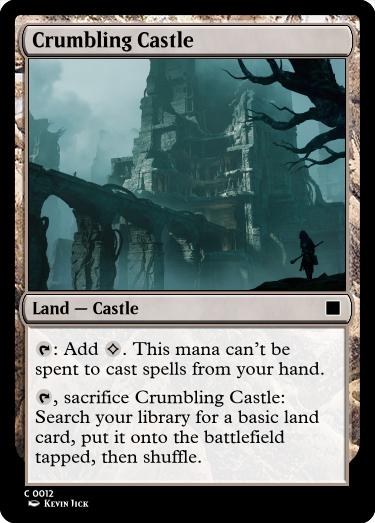 Crumbling Castle
Land — Castle
: Add . This mana can't be
spent to cast spells from your hand.
, sacrifice Crumbling Castle:
Search your library for a basic land
card, put it onto the battlefield
tapped, then shuffle.
C 0012
Kevin Jick